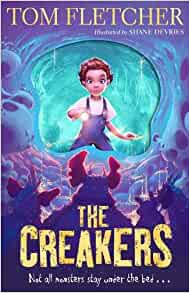 TOM FLETCHER
Illustrated by SHANE DEVRIES
THE
CREAKERS
Not all monsters stay under the bed . . .